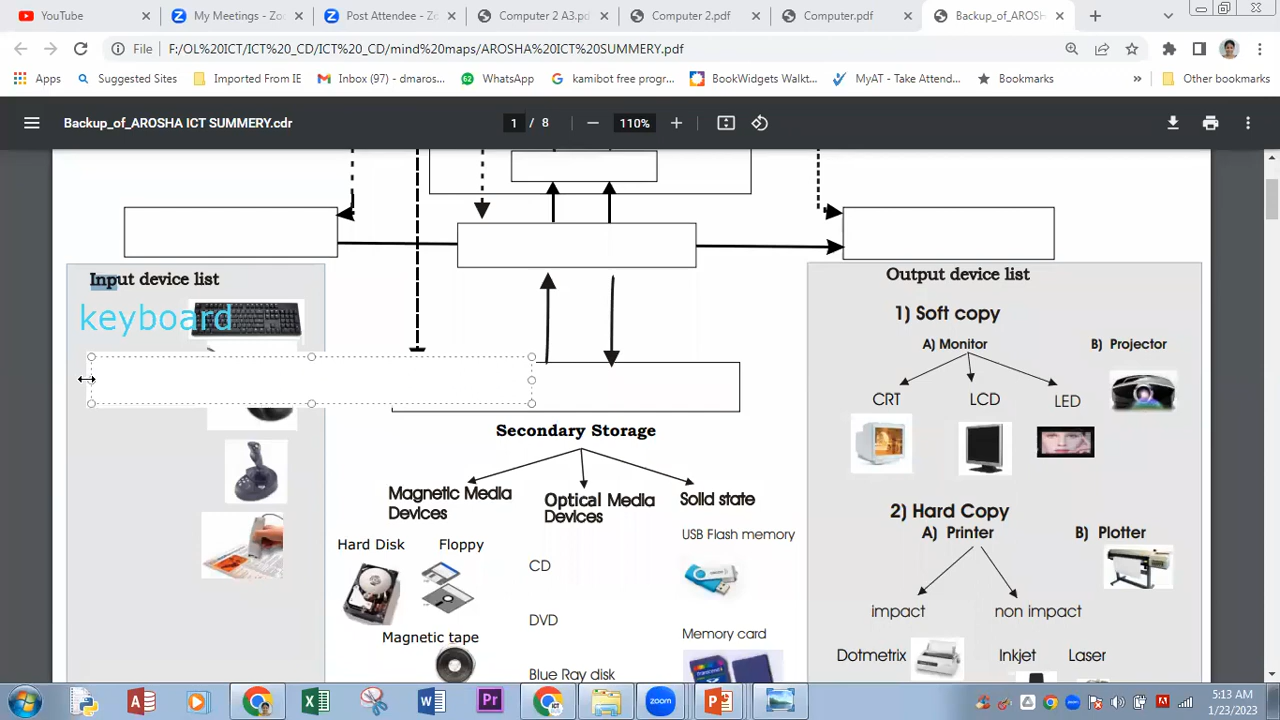 YouTube
My Meetings - Zo
Post Attendee - Zo
Computer 2 A3.p
Computer 2.pdf
Computer.pdf
Backup_of_AROSH
File
F:/OL%20ICT/ICT%20_CD/ICT%20_CD/mind%20maps/AROSHA%20ICT%20SUMMERY.pdf
Apps
Suggested Sites
Imported From IE
Inbox (97) - dmaros...
62
WhatsApp
kamibot free progr...
BookWidgets Walkt...
MyAT - Take Attend...
Bookmarks
»
Other bookmarks
Backup_of_AROSHA ICT SUMMERY.cdr
1 / 8
110%
Input device list
keyboard
Output device list
1) Soft copy
A) Monitor
B) Projector
CRT
LCD
LED
Secondary Storage
Magnetic Media
Devices
Optical Media
Devices
Solid state
Hard Disk
Floppy
Magnetic tape
CD
DVD
Blue Ray disk
USB Flash memory
Memory card
2) Hard Copy
A) Printer
B) Plotter
impact
non impact
Dotmetrix
Inkjet
Laser
5:13 AM
1/23/2023